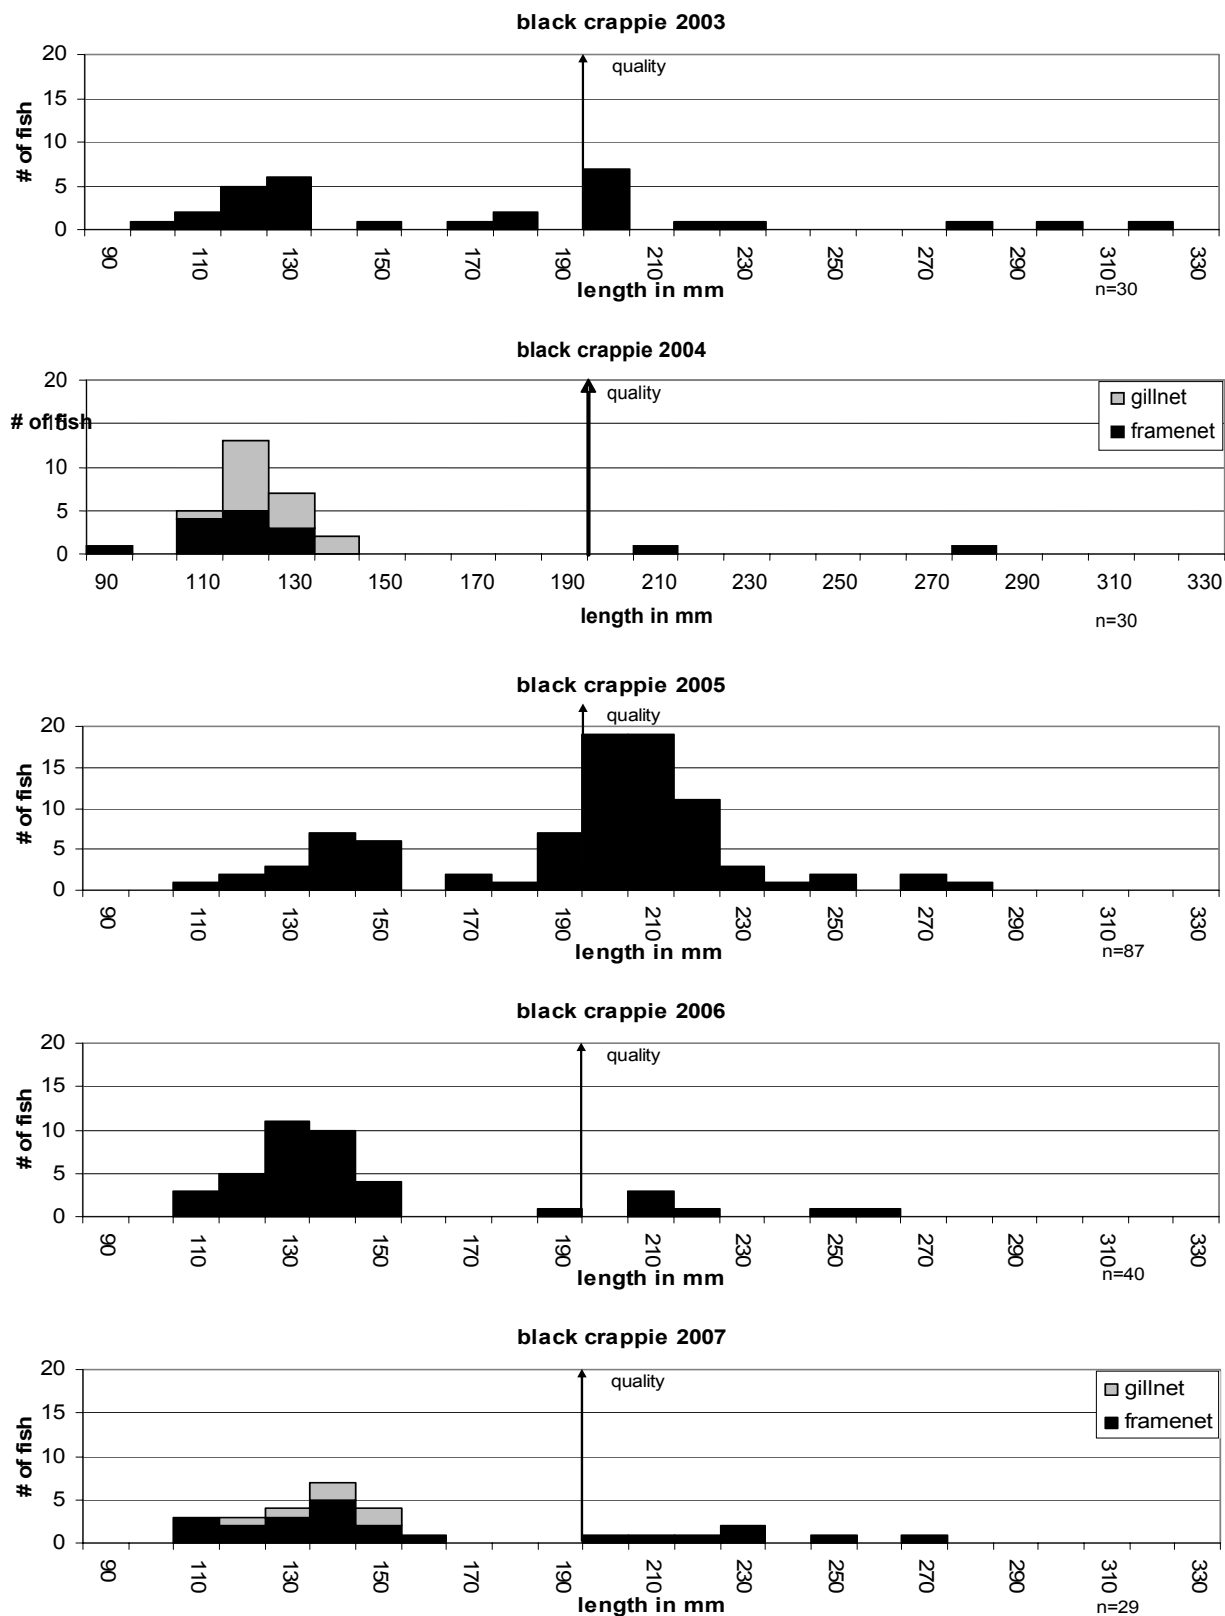 black crappie 2003
20
quality
15
10
5
0
# of fish
90 110 130 150 170 190 210 230 250 270 290 310 330
length in mm
n=30
black crappie 2004
20
quality
gillnet
# of fish
15
framenet
10
5
0
90 110 130 150 170 190 210 230 250 270 290 310 330
length in mm
n=30
black crappie 2005
quality
20
15
10
5
0
# of fish
90 110 130 150 170 190 210 230 250 270 290 310 330
length in mm
n=87
black crappie 2006
20
quality
15
10
5
0
# of fish
90 110 130 150 170 190 210 230 250 270 290 310 330
length in mm
n=40
black crappie 2007
20
quality
gillnet
framenet
15
10
5
0
# of fish
90 110 130 150 170 190 210 230 250 270 290 310 330
length in mm
n=29